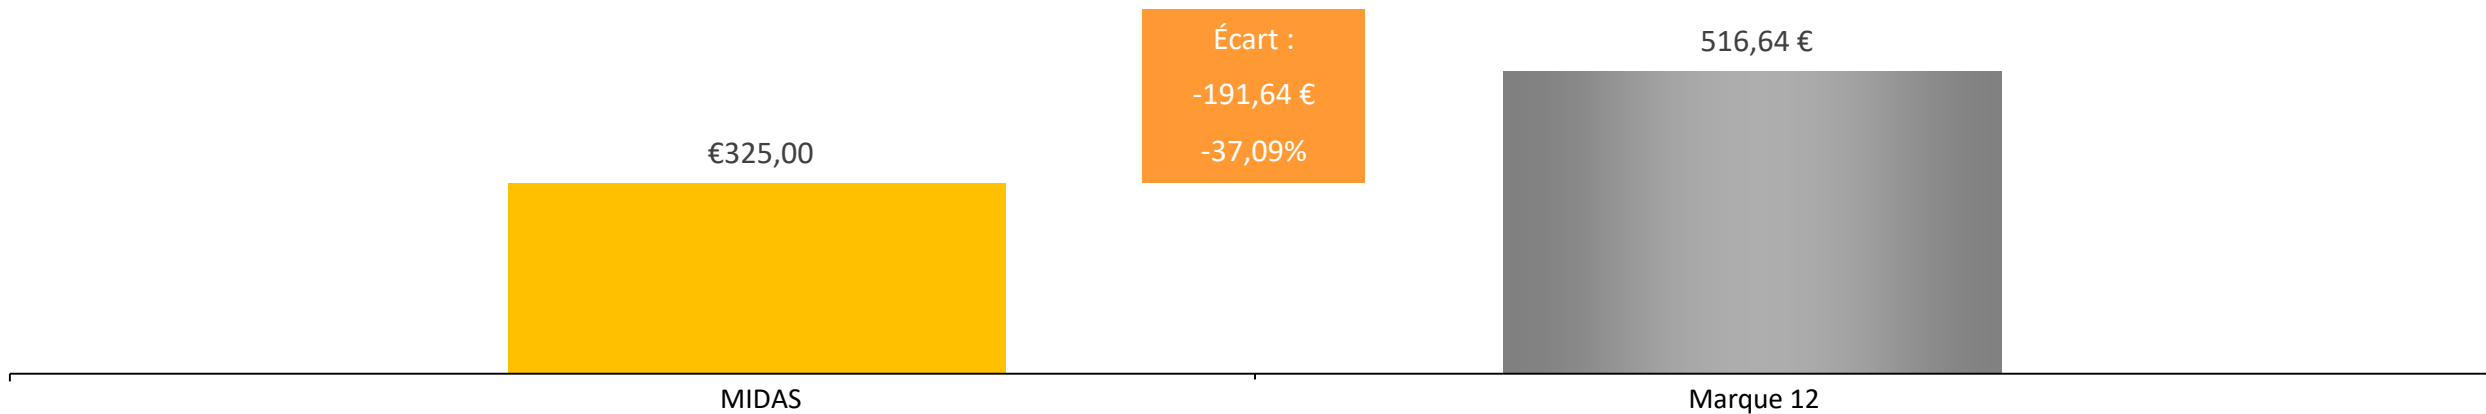 Écart :
-191,64 €
-37,09%
516,64 €
€325,00
MIDAS
Marque 12